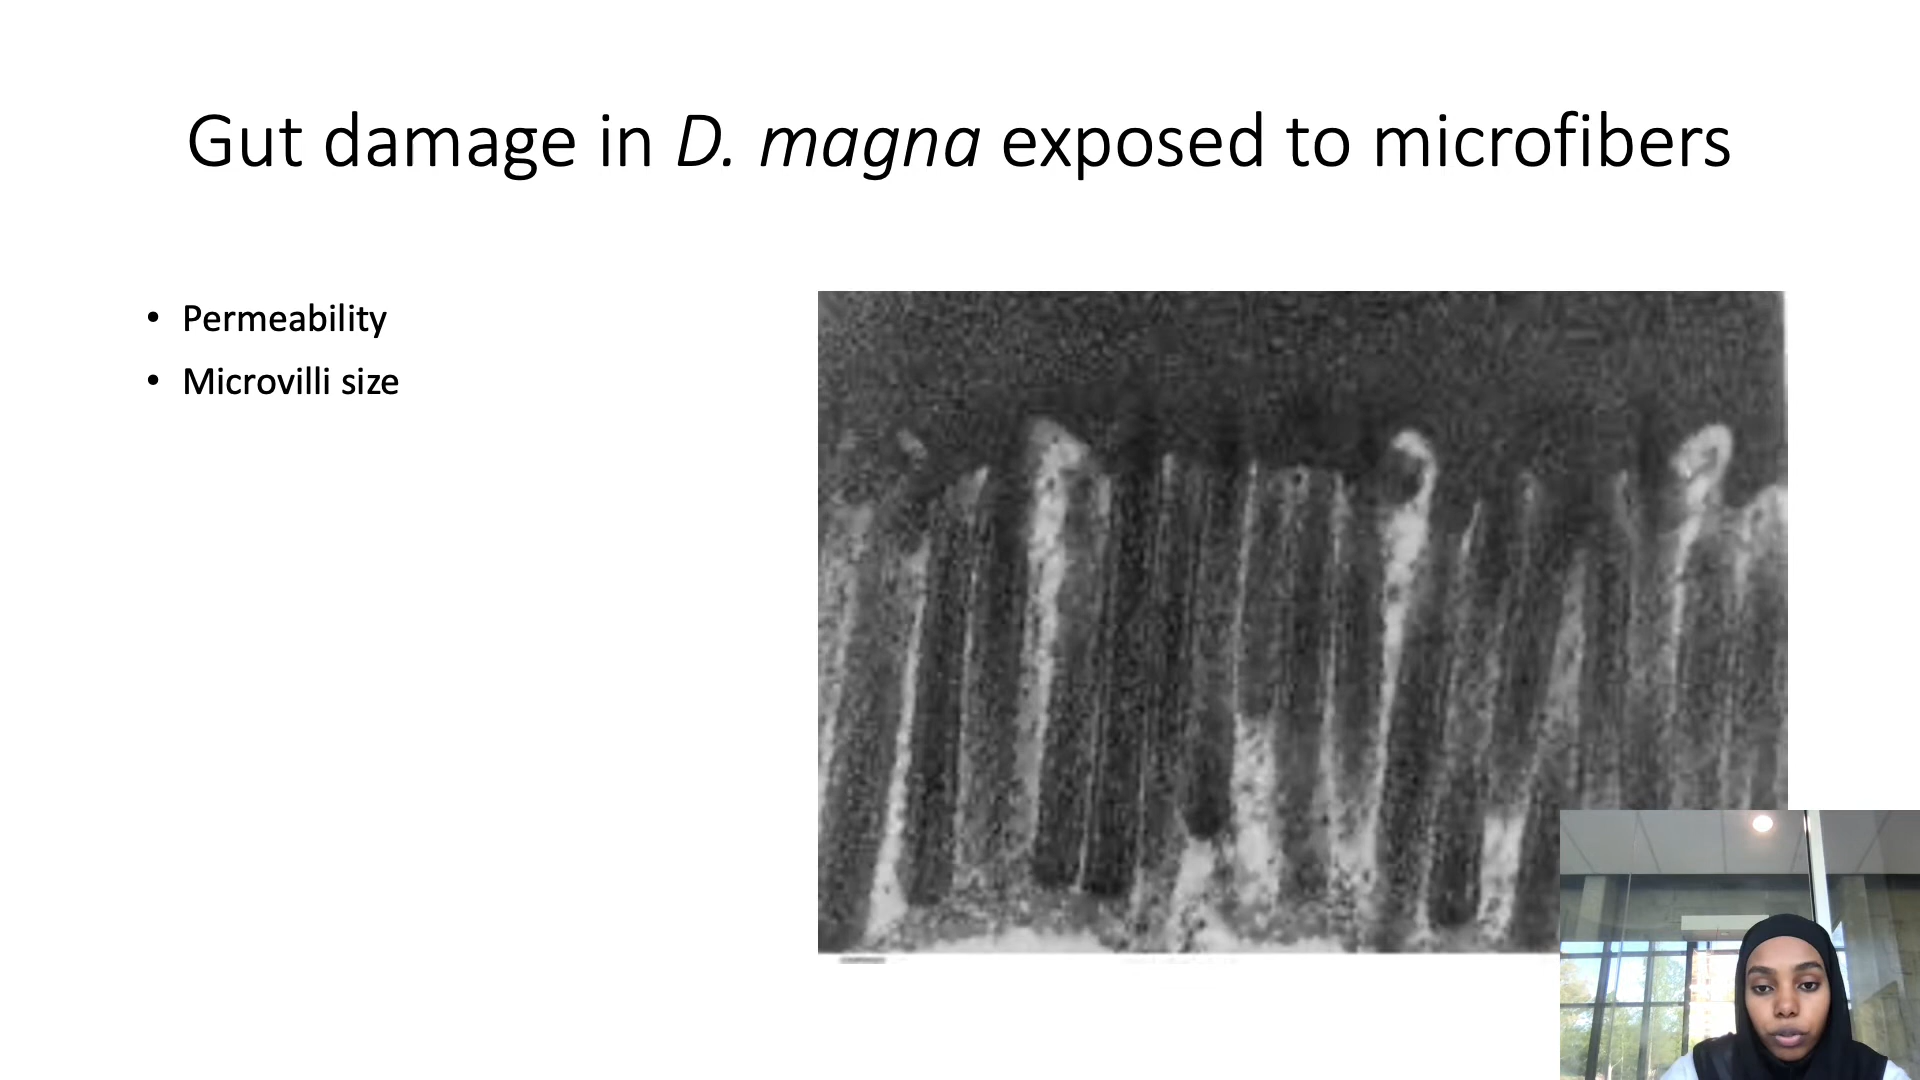 Gut damage in D. magna exposed to microfibers
• Permeability
• Microvilli size